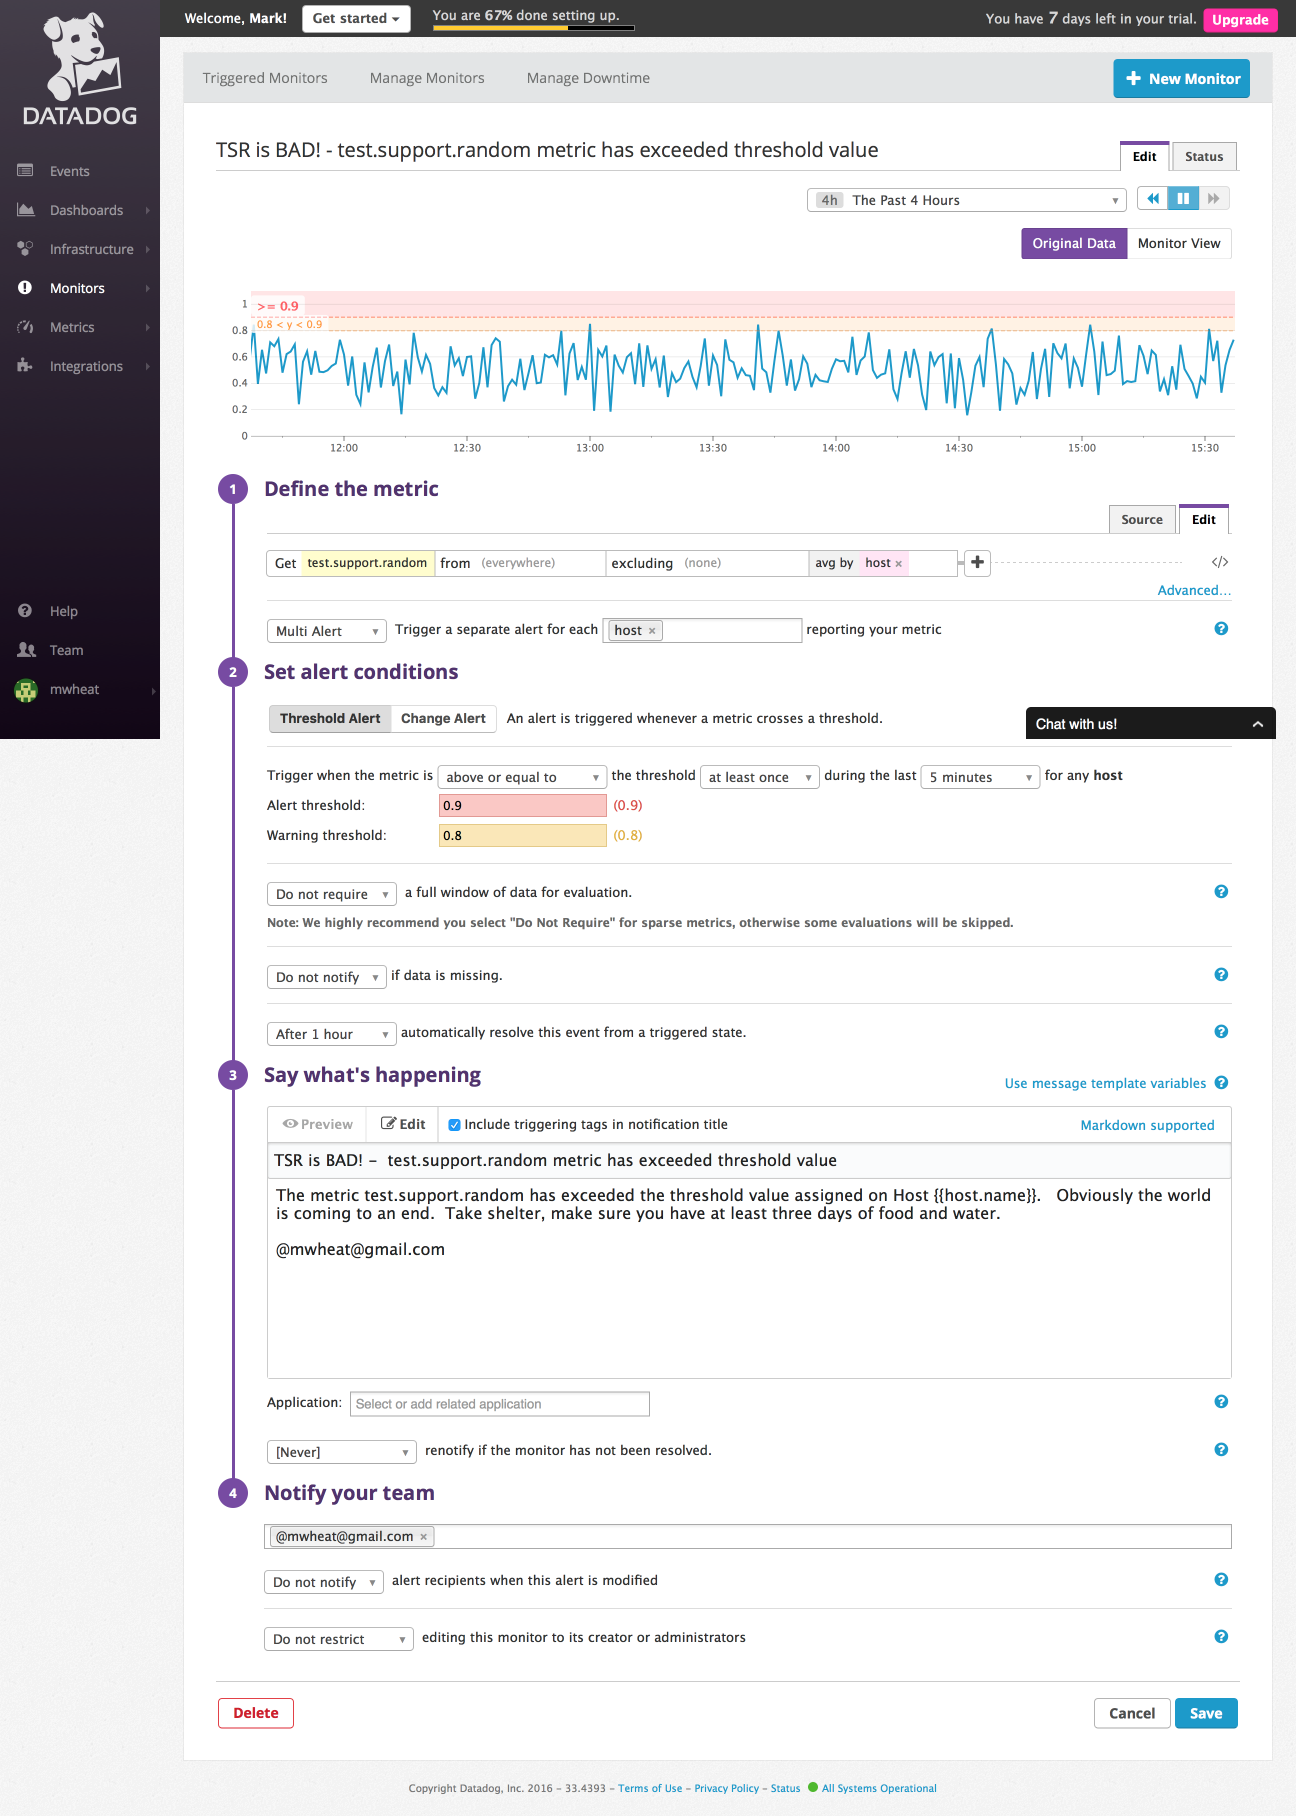 Welcome, Mark!
Get started
You are 67% done setting up.
You have 7 days left in your trial.
Upgrade
DATADOG
Events
Dashboards
Infrastructure
Monitors
Metrics
Integrations
Help
Team
mwheat
Triggered Monitors
Manage Monitors
Manage Downtime
New Monitor
TSR is BAD! - test.support.random metric has exceeded threshold value
Edit
Status
4h The Past 4 Hours
Original Data
Monitor View
1
>= 0.9
0.8
0.8 < y < 0.9
0.6
0.4
0.2
0
12:00
12:30
13:00
13:30
14:00
14:30
15:00
15:30
1
Define the metric
Source
Edit
Get test.support.random from (everywhere) excluding (none) avg by host ×
</>
Advanced...
Multi Alert Trigger a separate alert for each host × reporting your metric
2
Set alert conditions
Threshold Alert Change Alert An alert is triggered whenever a metric crosses a threshold.
Chat with us!
Trigger when the metric is above or equal to the threshold at least once during the last 5 minutes for any host
Alert threshold: 0.9 (0.9)
Warning threshold: 0.8 (0.8)
Do not require a full window of data for evaluation.
Note: We highly recommend you select "Do Not Require" for sparse metrics, otherwise some evaluations will be skipped.
Do not notify if data is missing.
After 1 hour automatically resolve this event from a triggered state.
3
Say what's happening
Use message template variables
Preview
Edit
Include triggering tags in notification title
Markdown supported
TSR is BAD! - test.support.random metric has exceeded threshold value
The metric test.support.random has exceeded the threshold value assigned on Host {{host.name}}. Obviously the world
is coming to an end. Take shelter, make sure you have at least three days of food and water.
@mwheat@gmail.com
Application: Select or add related application
[Never] renotify if the monitor has not been resolved.
4
Notify your team
@mwheat@gmail.com ×
Do not notify alert recipients when this alert is modified
Do not restrict editing this monitor to its creator or administrators
Delete
Cancel
Save
Copyright Datadog, Inc. 2016 - 33.4393 - Terms of Use - Privacy Policy - Status All Systems Operational